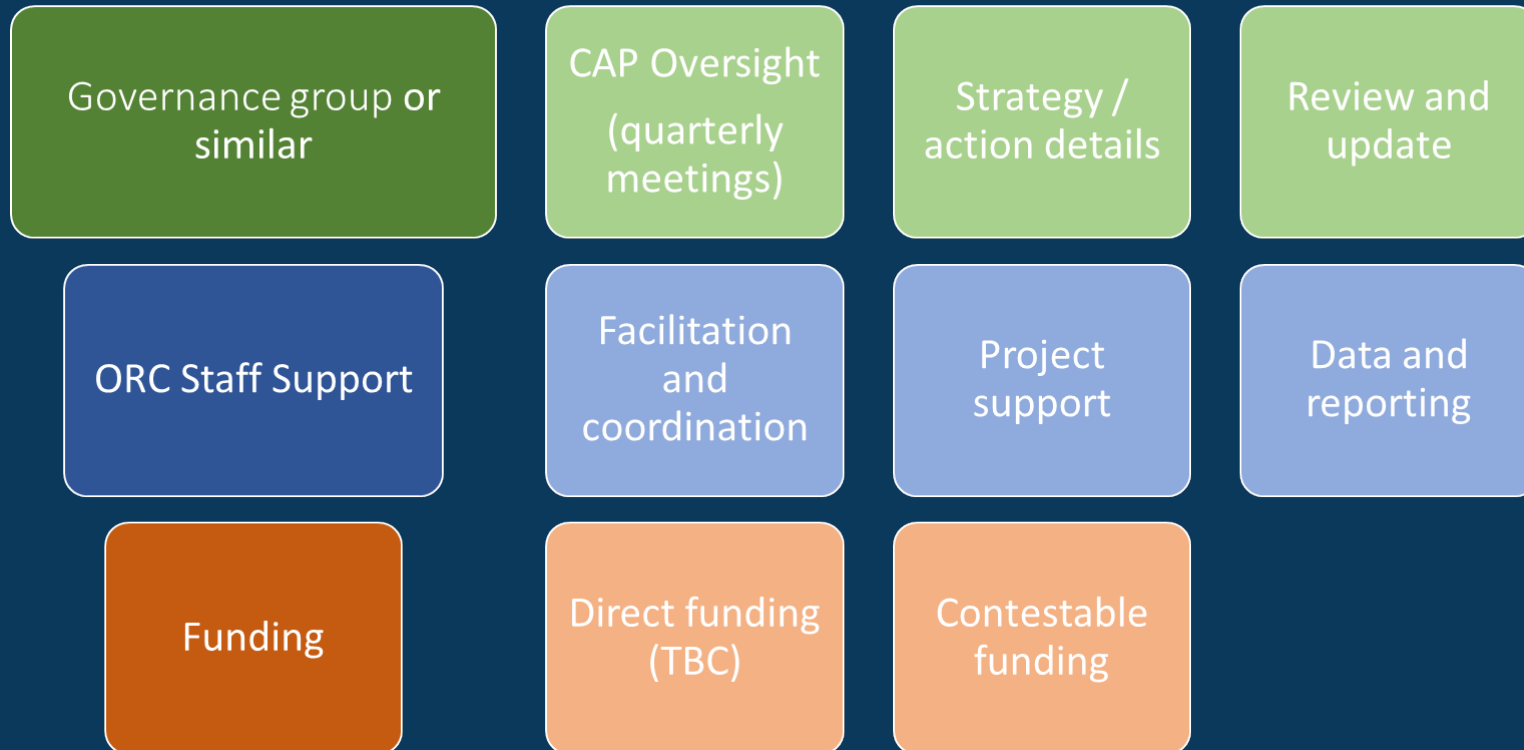 Governance group or
similar
CAP Oversight
(quarterly
meetings)
Strategy /
action details
Review and
update
ORC Staff Support
Facilitation
and
coordination
Project
support
Data and
reporting
Funding
Direct funding
(TBC)
Contestable
funding